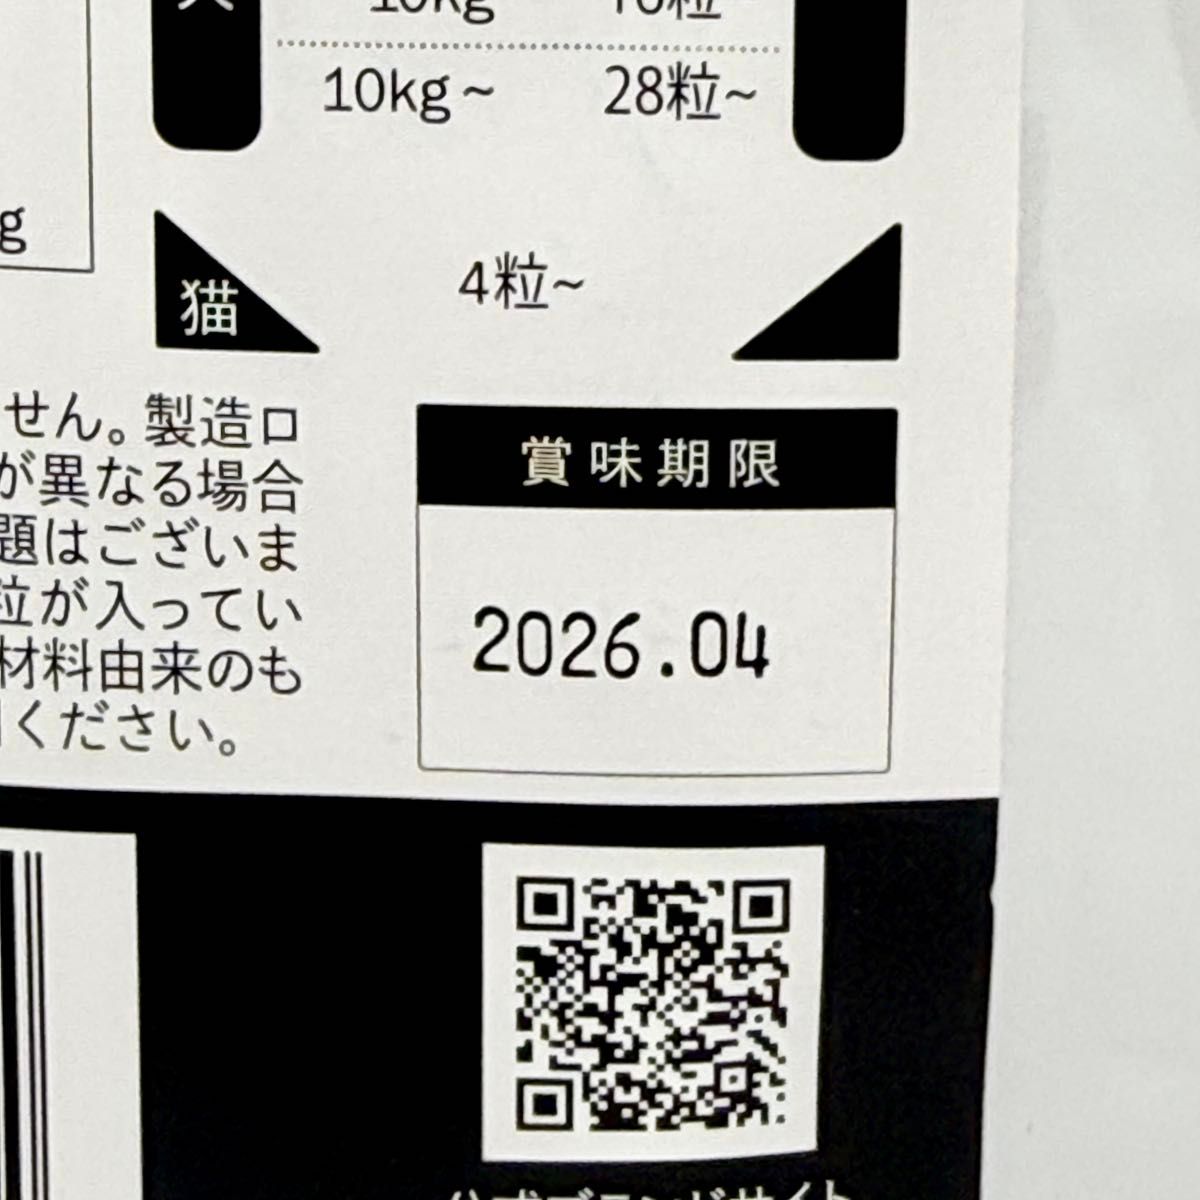 10kg~ 28粒~
g
猫 4粒~
せん。製造ロ
が異なる場合
題はございま
粒が入ってい
材料由来のも
ください。
賞味期限
2026.04